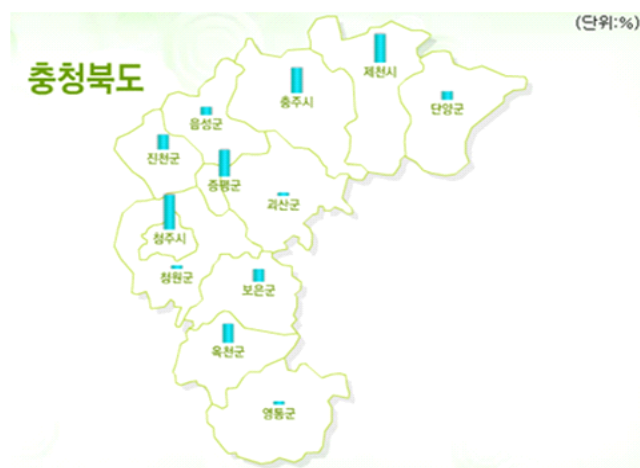 (단위:%)
충청북도
제천시
충주시
단양군
음성군
진천군
증평군
괴산군
청주시
청원군
보은군
옥천군
영동군